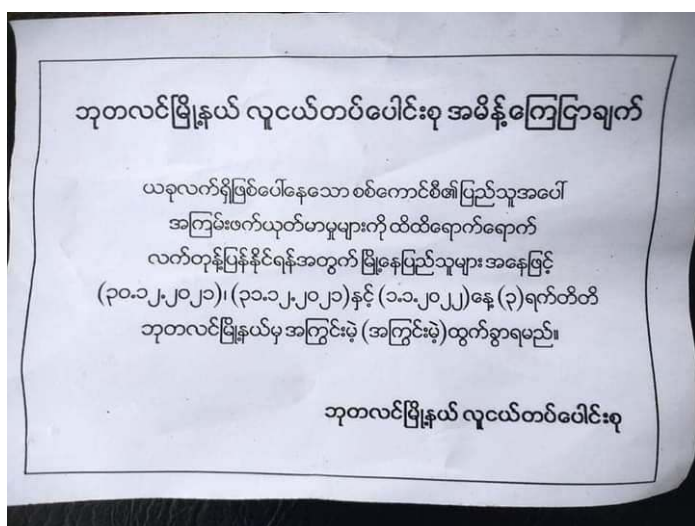 ဘုတလင်မြို့နယ် လူငယ်တပ်ပေါင်းစု အမိန့်ကြေငြာချက်
ယခုလက်ရှိဖြစ်ပေါ်နေသော စစ်ကောင်စီ၏ပြည်သူအပေါ်
အကြမ်းဖက်ယုတ်မာမှုများကို ထိထိရောက်ရောက်
လက်တုန့်ပြန်နိုင်ရန်အတွက် မြို့နေပြည်သူများ အနေဖြင့်
(၃၀.၁၂.၂၀၂၁)၊ (၃၁.၁၂.၂၀၂၁)နှင့် (၁.၁.၂၀၂၂)နေ့ (၃)ရက်တိတိ
ဘုတလင်မြို့နယ်မှ အကြွင်းမဲ့ (အကြွင်းမဲ့)ထွက်ခွာရမည်။
ဘုတလင်မြို့နယ် လူငယ်တပ်ပေါင်းစု